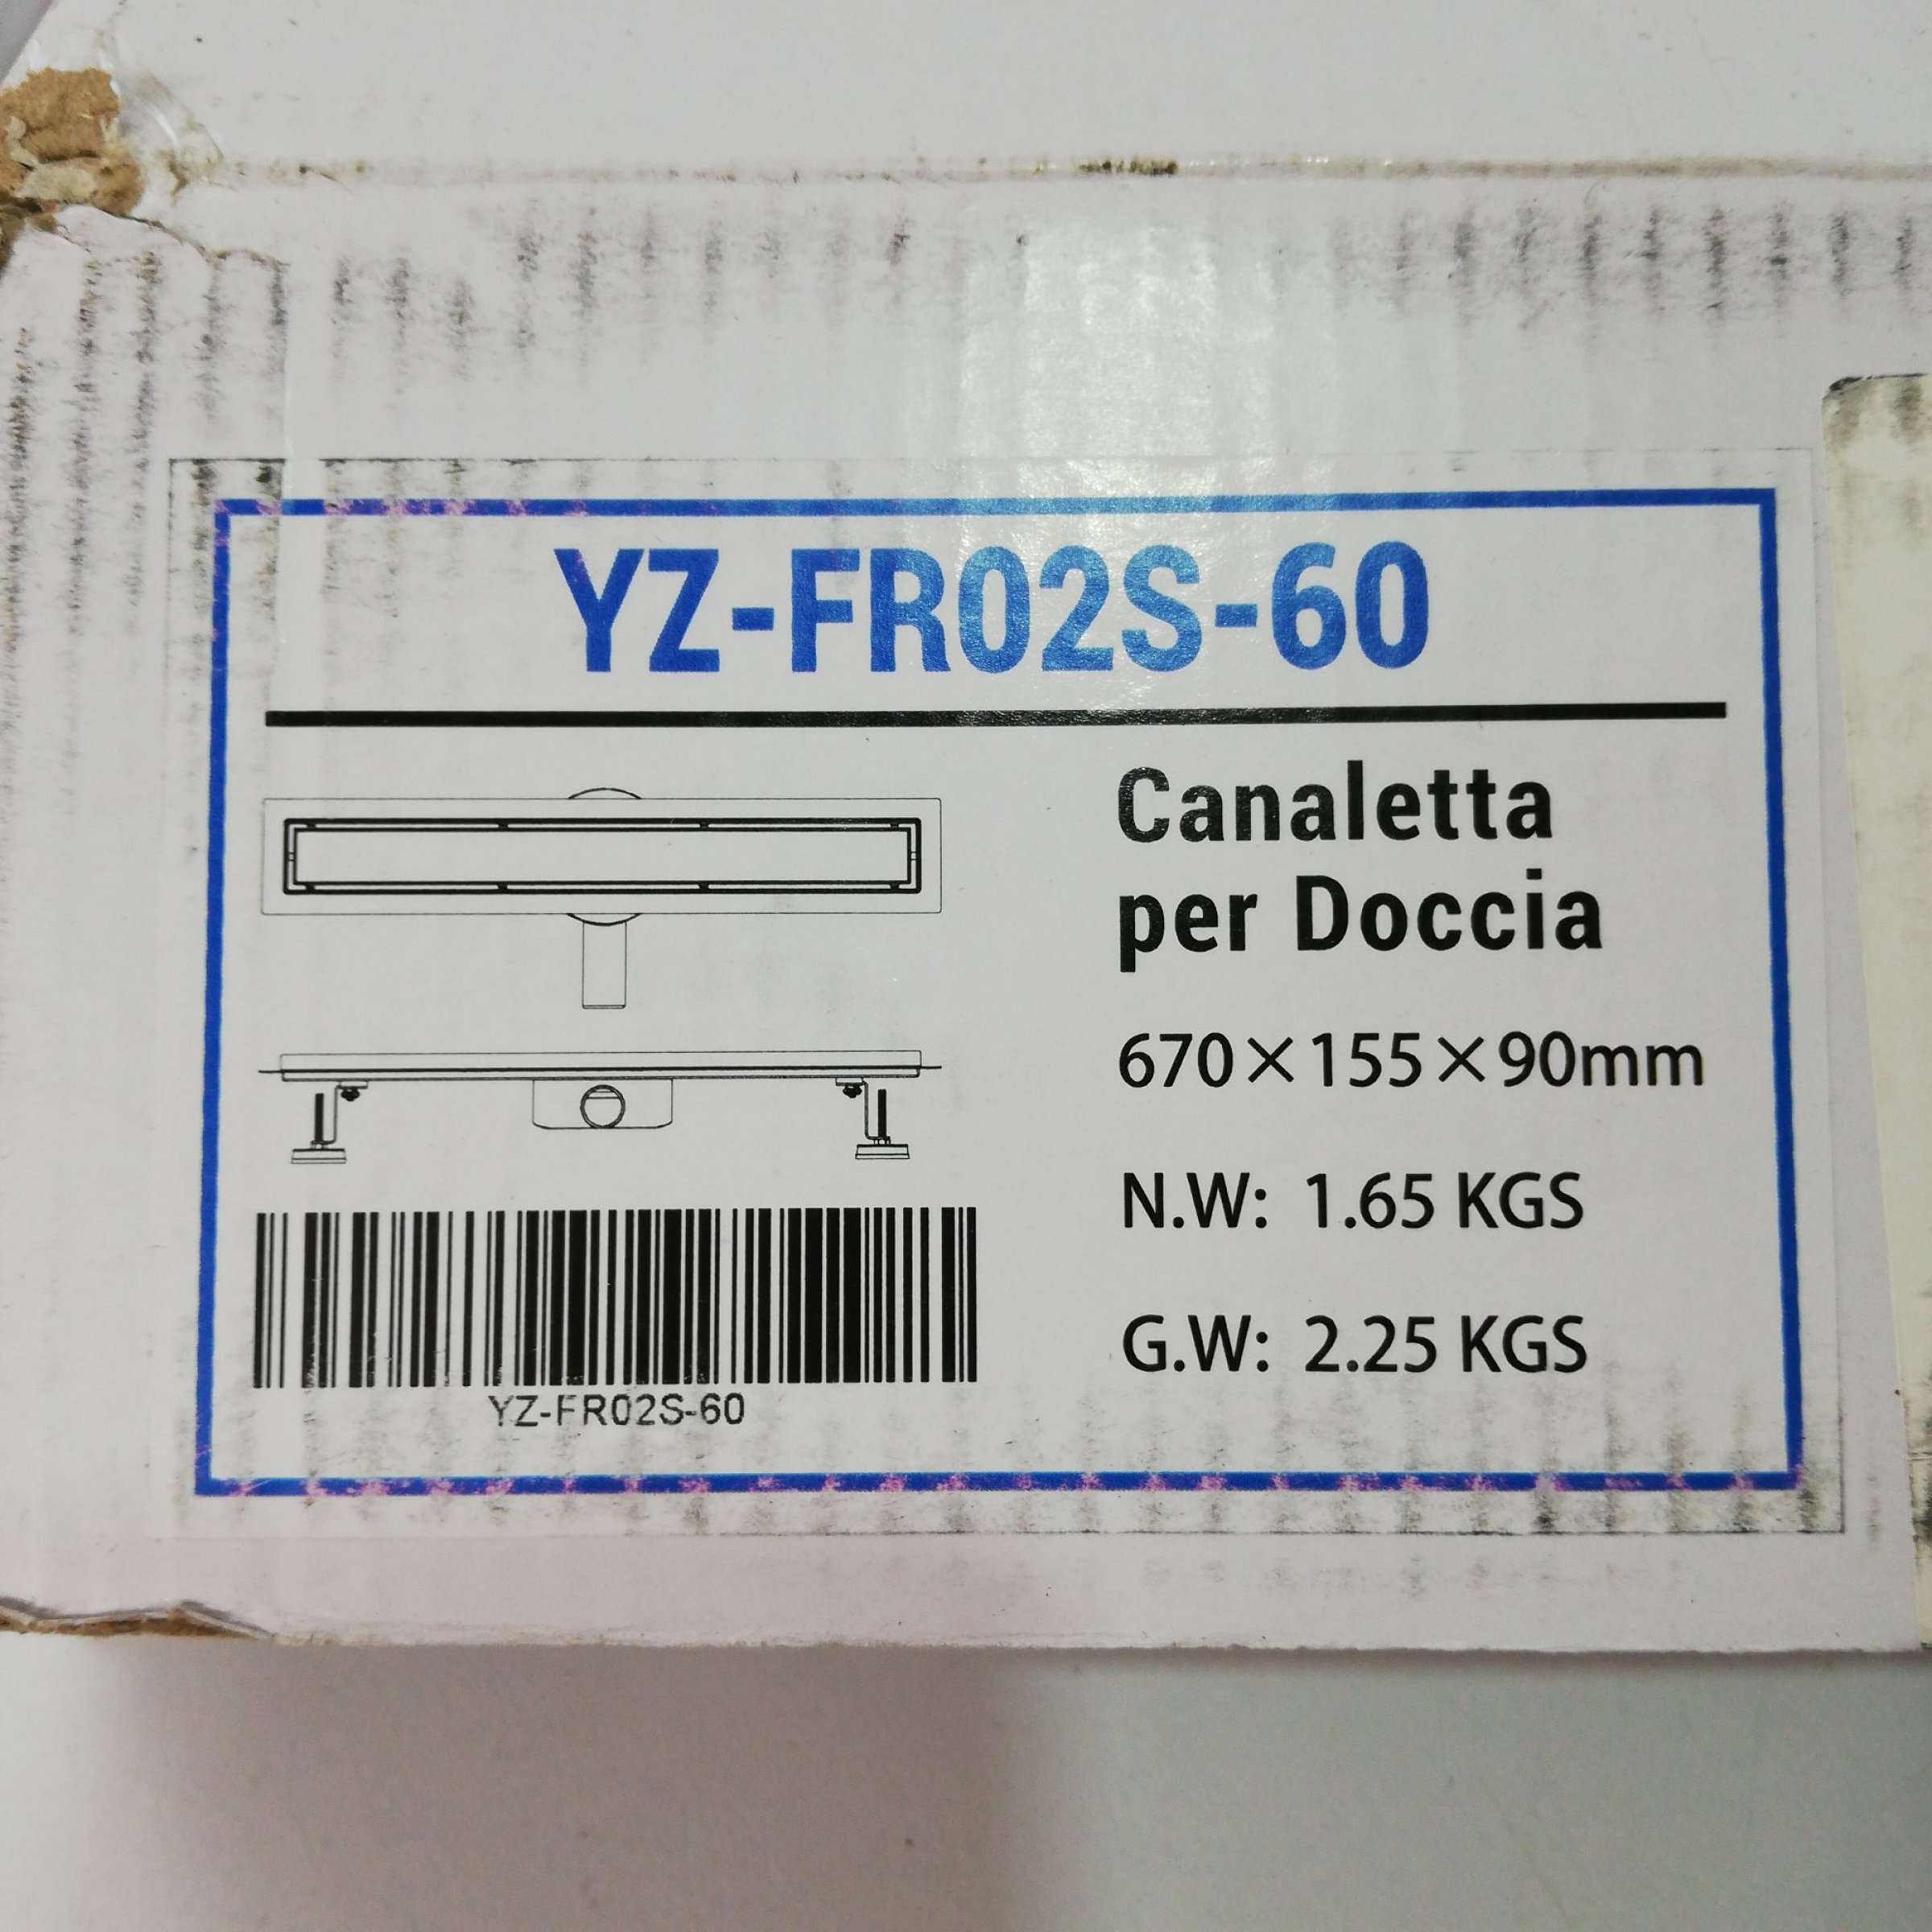 YZ-FR02S-60
Canaletta
per Doccia
670×155×90mm
N.W: 1.65 KGS
G.W: 2.25 KGS
YZ-FR02S-60